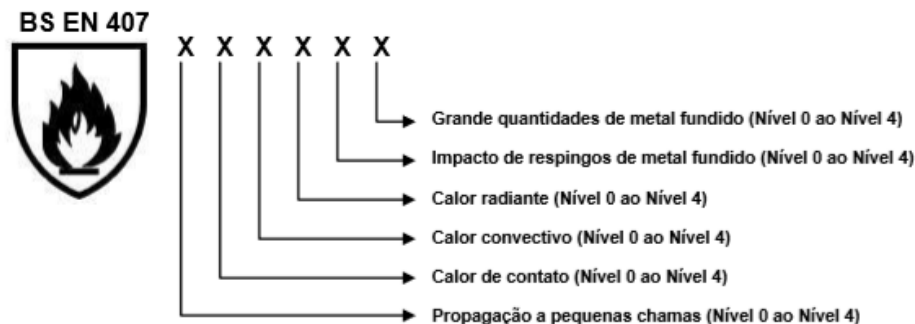 BS EN 407
X X X X X X
Grande quantidades de metal fundido (Nível 0 ao Nível 4)
Impacto de respingos de metal fundido (Nível 0 ao Nível 4)
Calor radiante (Nível 0 ao Nível 4)
Calor convectivo (Nível 0 ao Nível 4)
Calor de contato (Nível 0 ao Nível 4)
Propagação a pequenas chamas (Nível 0 ao Nível 4)